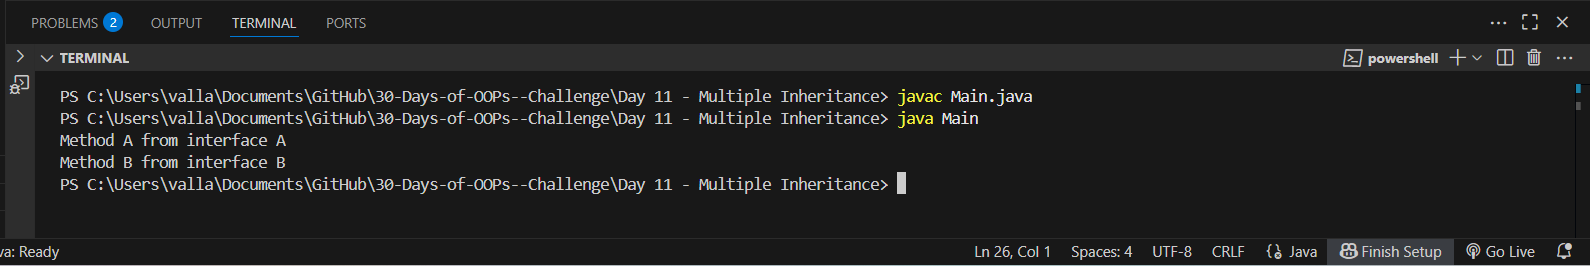 PROBLEMS 2 OUTPUT TERMINAL PORTS
TERMINAL powershell
PS C:\Users\valla\Documents\GitHub\30-Days-of-OOPs--Challenge\Day 11 - Multiple Inheritance> javac Main.java
PS C:\Users\valla\Documents\GitHub\30-Days-of-OOPs--Challenge\Day 11 - Multiple Inheritance> java Main
Method A from interface A
Method B from interface B
PS C:\Users\valla\Documents\GitHub\30-Days-of-OOPs--Challenge\Day 11 - Multiple Inheritance>
va: Ready Ln 26, Col 1 Spaces: 4 UTF-8 CRLF Java Finish Setup Go Live